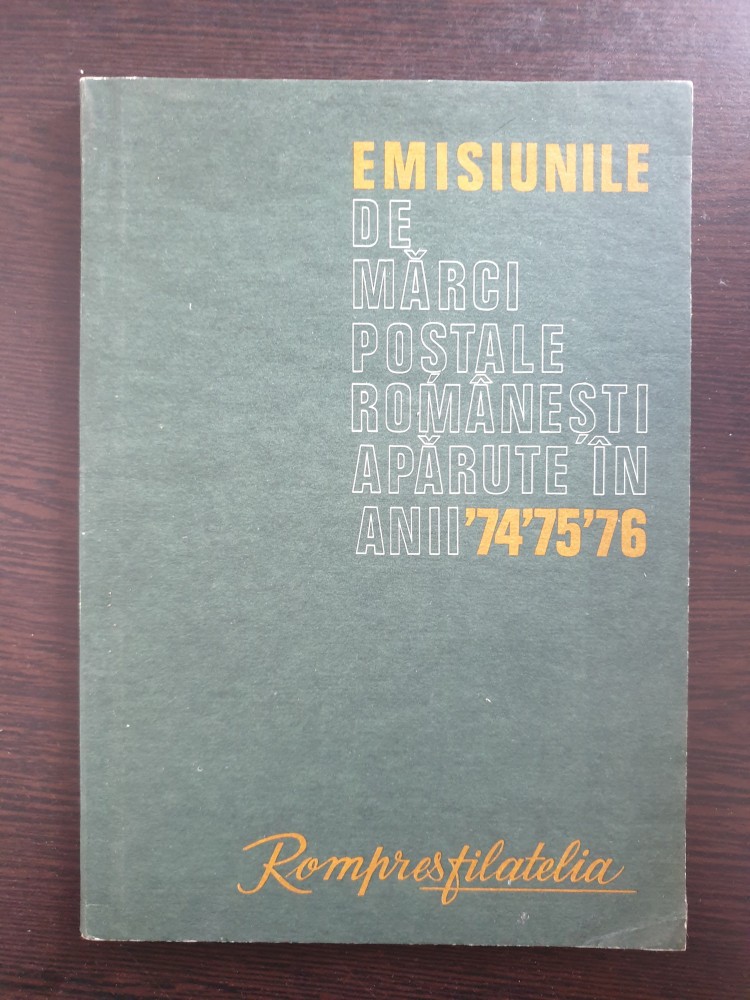 EMISIUNILE
DE
MĂRCI
POȘTALE
ROMÂNEȘTI
APĂRUTE ÎN
ANII '74'75'76
Rompresfilatelia